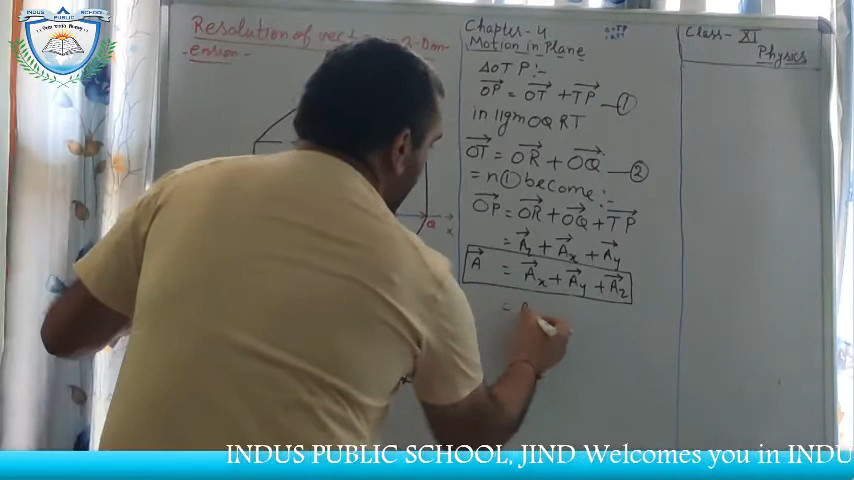 INDUS PUBLIC SCHOOL
Resolution of
-ension-
Q
x
Chapter-4
Motion in Plane
ΔOTP:-
OP = OT + TP —①
in llgm OQRT
OT = OR + OQ —②
= n ① become:-
OP = OR + OQ + TP
= Az + Ax + Ay
A = Ax + Ay + Az
=
Class- XI
Physics
INDUS PUBLIC SCHOOL, JIND Welcomes you in INDU